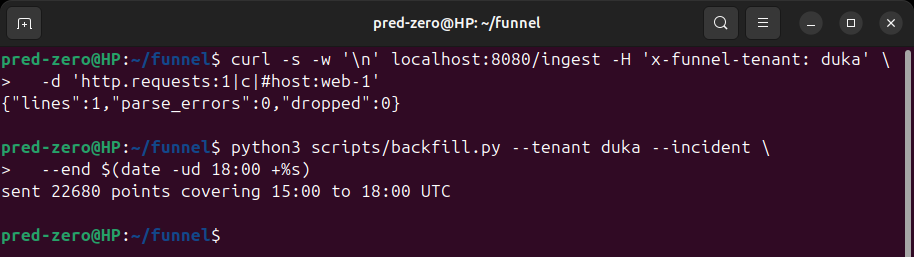 pred-zero@HP: ~/funnel
pred-zero@HP:~/funnel$ curl -s -w '\n' localhost:8080/ingest -H 'x-funnel-tenant: duka' \
>   -d 'http.requests:1|c|#host:web-1'
{"lines":1,"parse_errors":0,"dropped":0}
pred-zero@HP:~/funnel$ python3 scripts/backfill.py --tenant duka --incident \
>   --end $(date -ud 18:00 +%s)
sent 22680 points covering 15:00 to 18:00 UTC
pred-zero@HP:~/funnel$